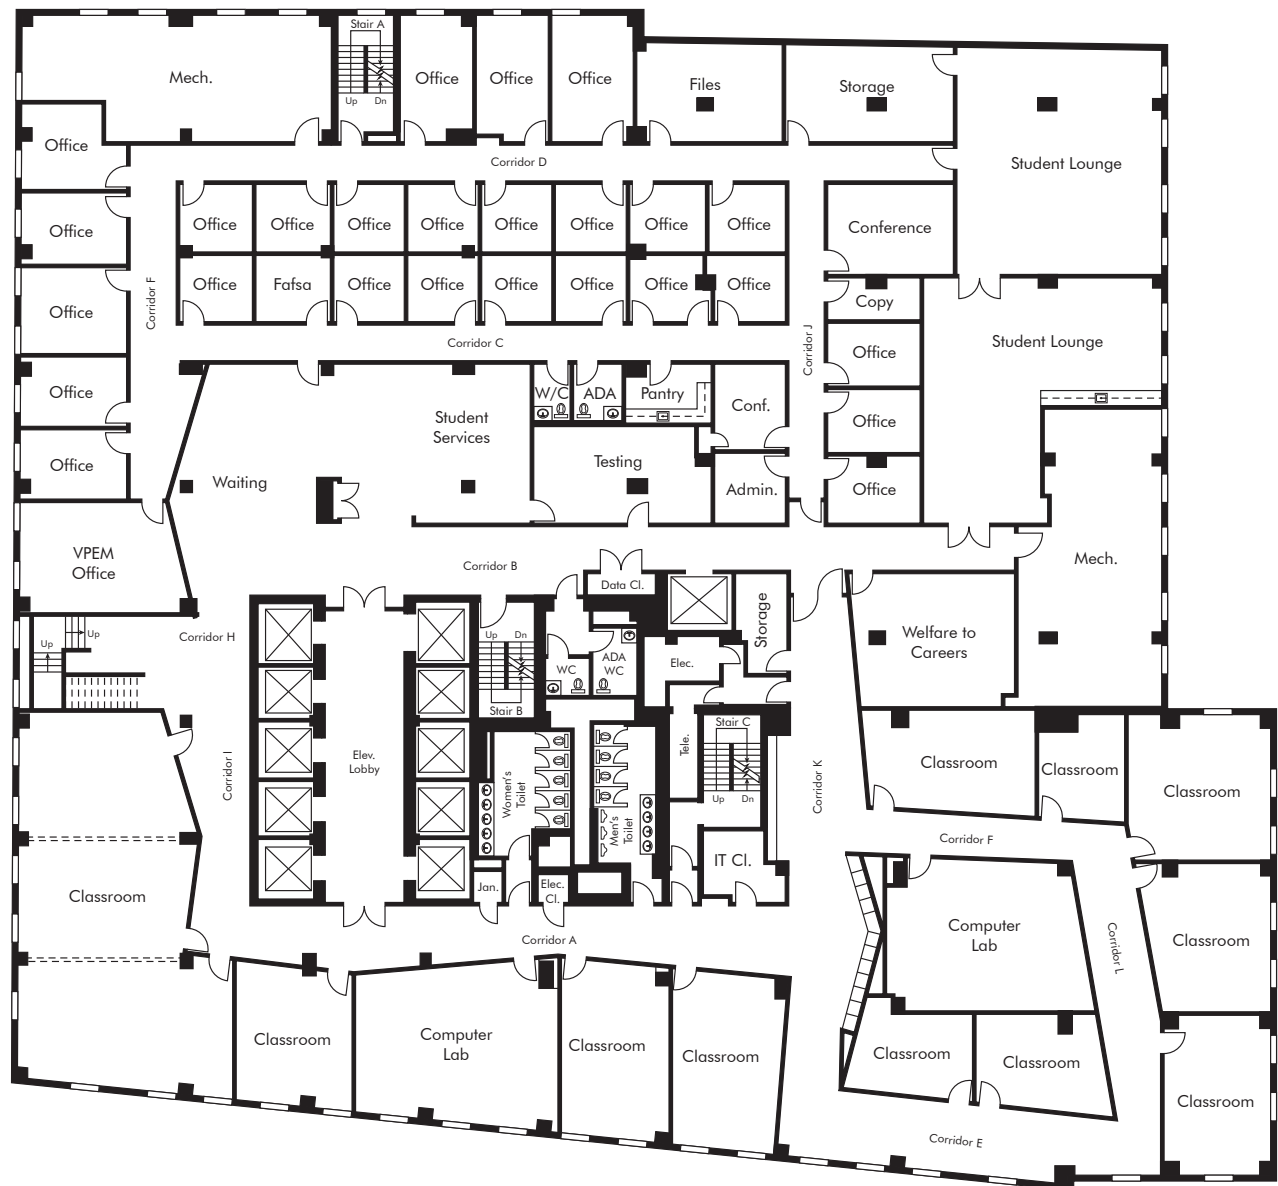 Stair A
Mech.
Office
Office
Office
Files
Storage
Up
Dn
Office
Student Lounge
Corridor D
Office
Office
Office
Office
Office
Office
Office
Office
Office
Office
Conference
Corridor F
Office
Fafsa
Office
Office
Office
Office
Office
Office
Office
Copy
Corridor C
Student Lounge
Corridor J
Office
Office
W/C
ADA
Pantry
Conf.
Student
Services
Office
Office
Testing
Waiting
Admin.
Office
VPEM
Office
Corridor B
Data Cl.
Mech.
Storage
Up
Up
Corridor H
Up
Dn
WC
ADA
WC
Elec.
Welfare to
Careers
Stair B
Stair C
Tele.
Elev.
Lobby
Corridor I
Women's
Toilet
Men's
Toilet
Up
Dn
Corridor K
Classroom
Classroom
Classroom
Corridor F
IT Cl.
Jan.
Elec.
Cl.
Classroom
Corridor A
Computer
Lab
Corridor L
Classroom
Classroom
Computer
Lab
Classroom
Classroom
Classroom
Classroom
Classroom
Corridor E